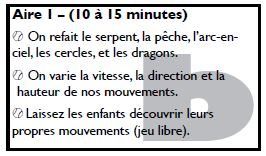 Aire 1 – (10 à 15 minutes)
On refait le serpent, la pêche, l'arc-en-
ciel, les cercles, et les dragons.
On varie la vitesse, la direction et la
hauteur de nos mouvements.
Laissez les enfants découvrir leurs
propres mouvements (jeu libre).
b